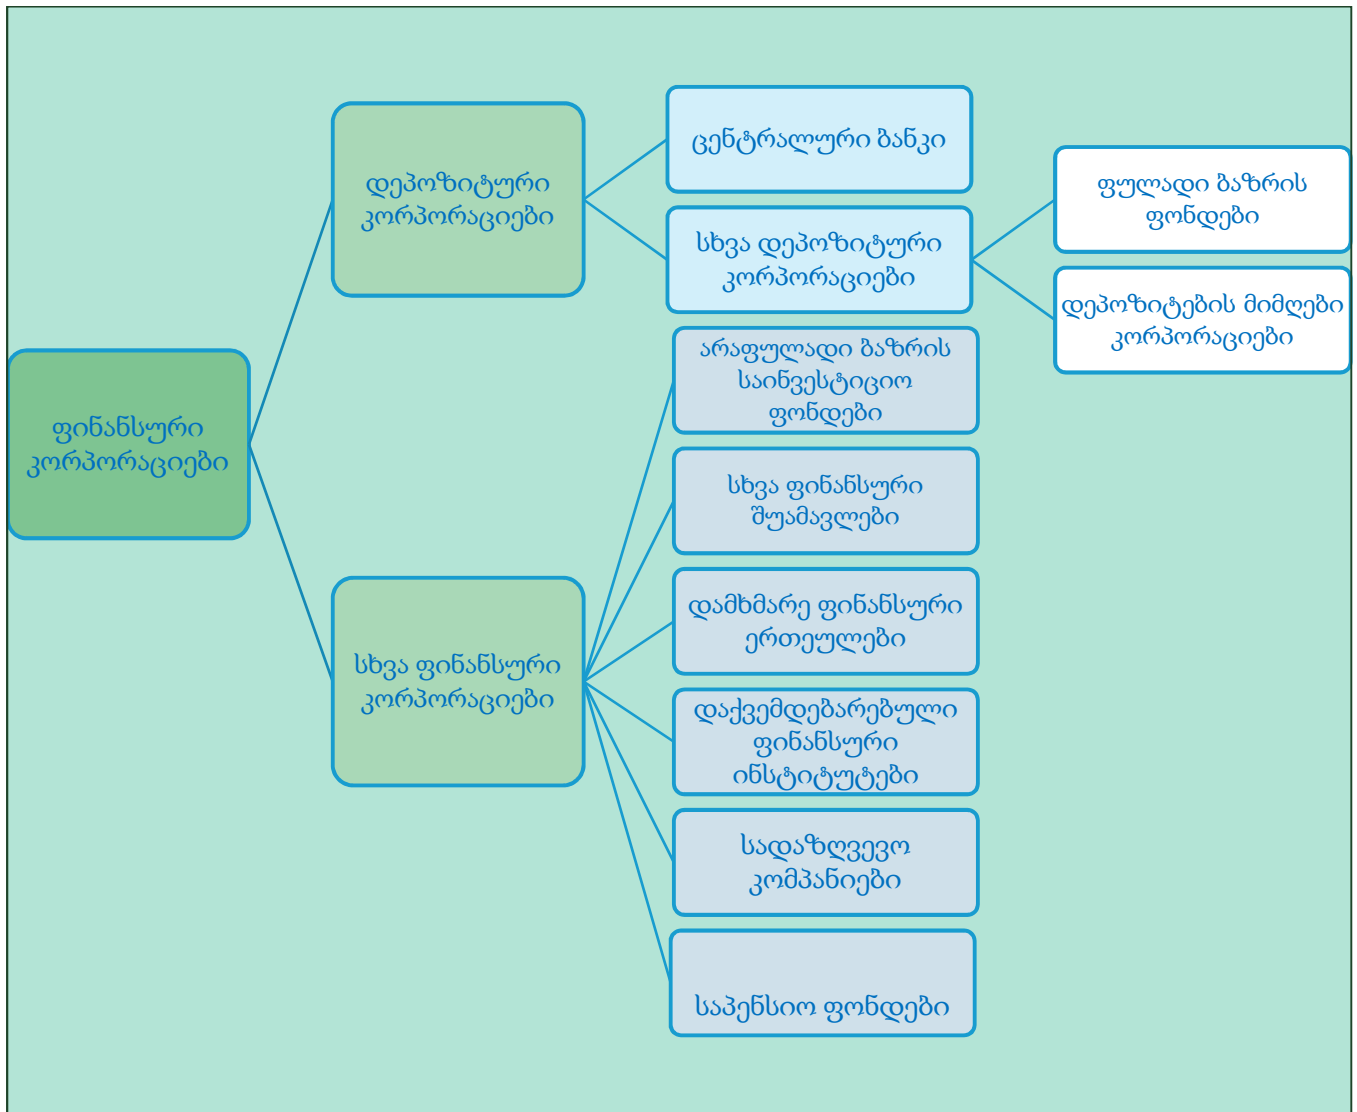 ფინანსური
კორპორაციები
დეპოზიტური
კორპორაციები
ცენტრალური ბანკი
სხვა დეპოზიტური
კორპორაციები
ფულადი ბაზრის
ფონდები
დეპოზიტების მიმღები
კორპორაციები
სხვა ფინანსური
კორპორაციები
არაფულადი ბაზრის
საინვესტიციო
ფონდები
სხვა ფინანსური
შუამავლები
დამხმარე ფინანსური
ერთეულები
დაქვემდებარებული
ფინანსური
ინსტიტუტები
სადაზღვევო
კომპანიები
საპენსიო ფონდები